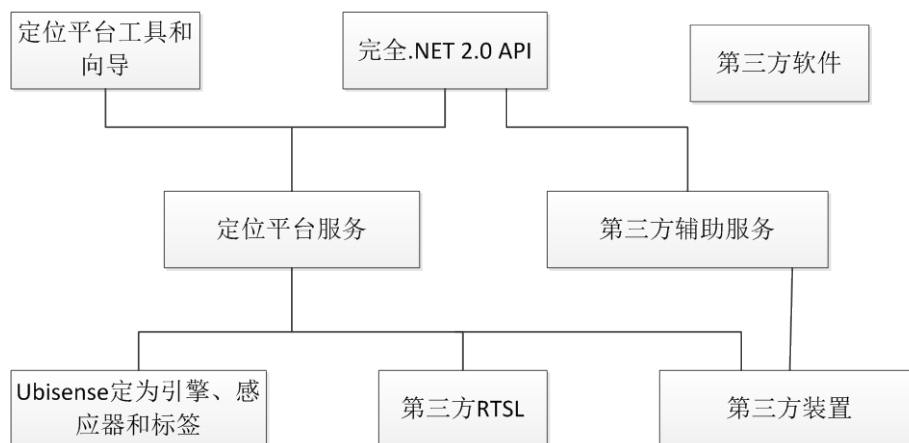 定位平台工具和
向导
完全.NET 2.0 API
第三方软件
定位平台服务
第三方辅助服务
Ubisense定为引擎、感
应器和标签
第三方RTSL
第三方装置